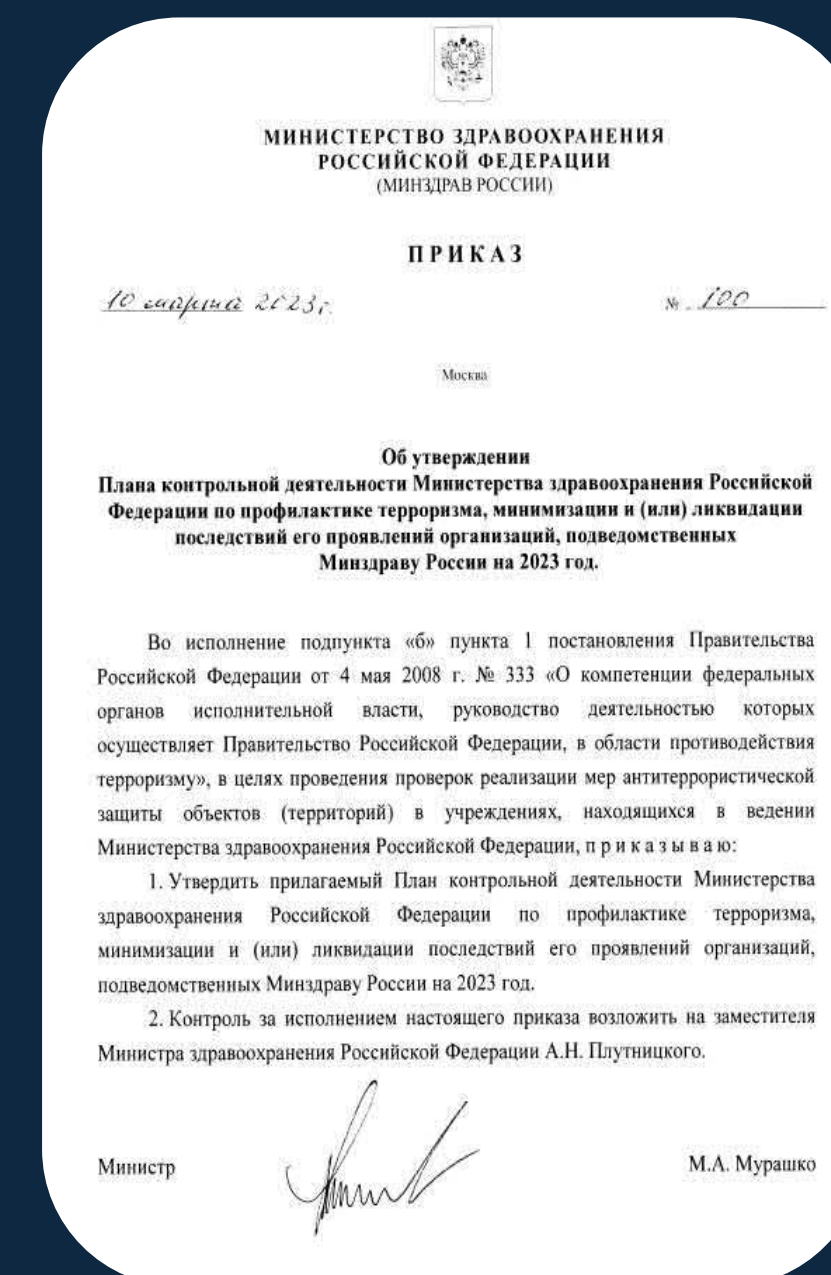 МИНИСТЕРСТВО ЗДРАВООХРАНЕНИЯ
РОССИЙСКОЙ ФЕДЕРАЦИИ
(МИНЗДРАВ РОССИИ)
ПРИКАЗ
10 марта 2023г. № 100
Москва
Об утверждении
Плана контрольной деятельности Министерства здравоохранения Российской
Федерации по профилактике терроризма, минимизации и (или) ликвидации
последствий его проявлений организаций, подведомственных
Минздраву России на 2023 год.
Во исполнение подпункта «б» пункта 1 постановления Правительства
Российской Федерации от 4 мая 2008 г. № 333 «О компетенции федеральных
органов исполнительной власти, руководство деятельностью которых
осуществляет Правительство Российской Федерации, в области противодействия
терроризму», в целях проведения проверок реализации мер антитеррористической
защиты объектов (территорий) в учреждениях, находящихся в ведении
Министерства здравоохранения Российской Федерации, п р и к а з ы в а ю:
1. Утвердить прилагаемый План контрольной деятельности Министерства
здравоохранения Российской Федерации по профилактике терроризма,
минимизации и (или) ликвидации последствий его проявлений организаций,
подведомственных Минздраву России на 2023 год.
2. Контроль за исполнением настоящего приказа возложить на заместителя
Министра здравоохранения Российской Федерации А.Н. Плутницкого.
Министр М.А. Мурашко